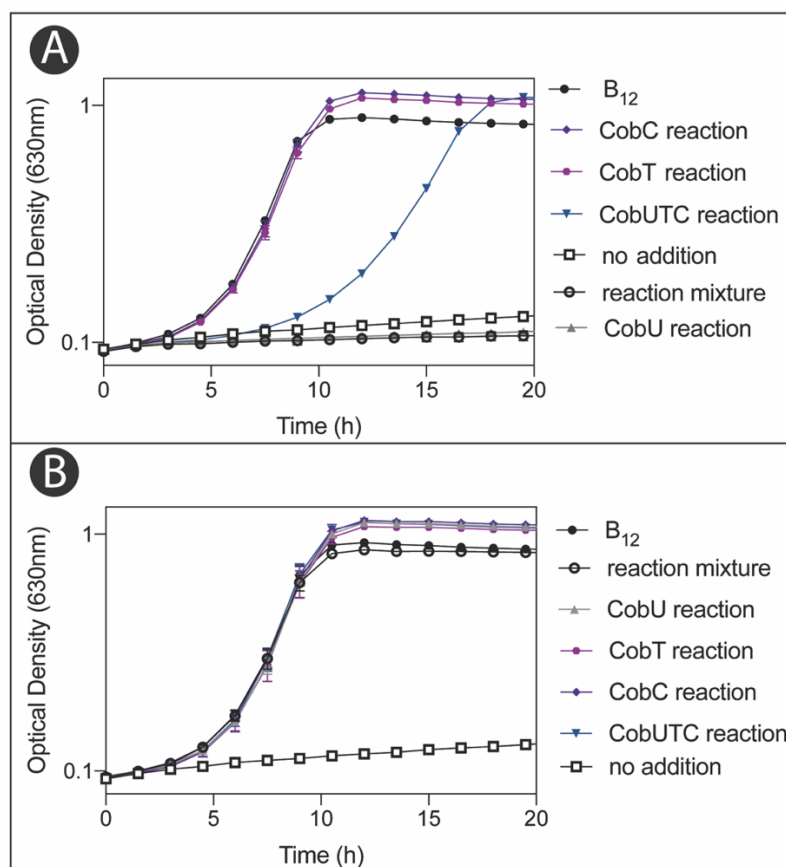 A
Optical Density (630nm)
1
0.1
0 5 10 15 20
Time (h)
B12
CobC reaction
CobT reaction
CobUTC reaction
no addition
reaction mixture
CobU reaction
B
Optical Density (630nm)
1
0.1
0 5 10 15 20
Time (h)
B12
reaction mixture
CobU reaction
CobT reaction
CobC reaction
CobUTC reaction
no addition